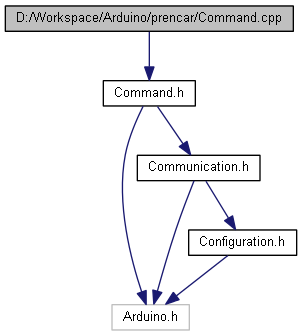 D:/Workspace/Arduino/prencar/Command.cpp
Command.h
Communication.h
Configuration.h
Arduino.h